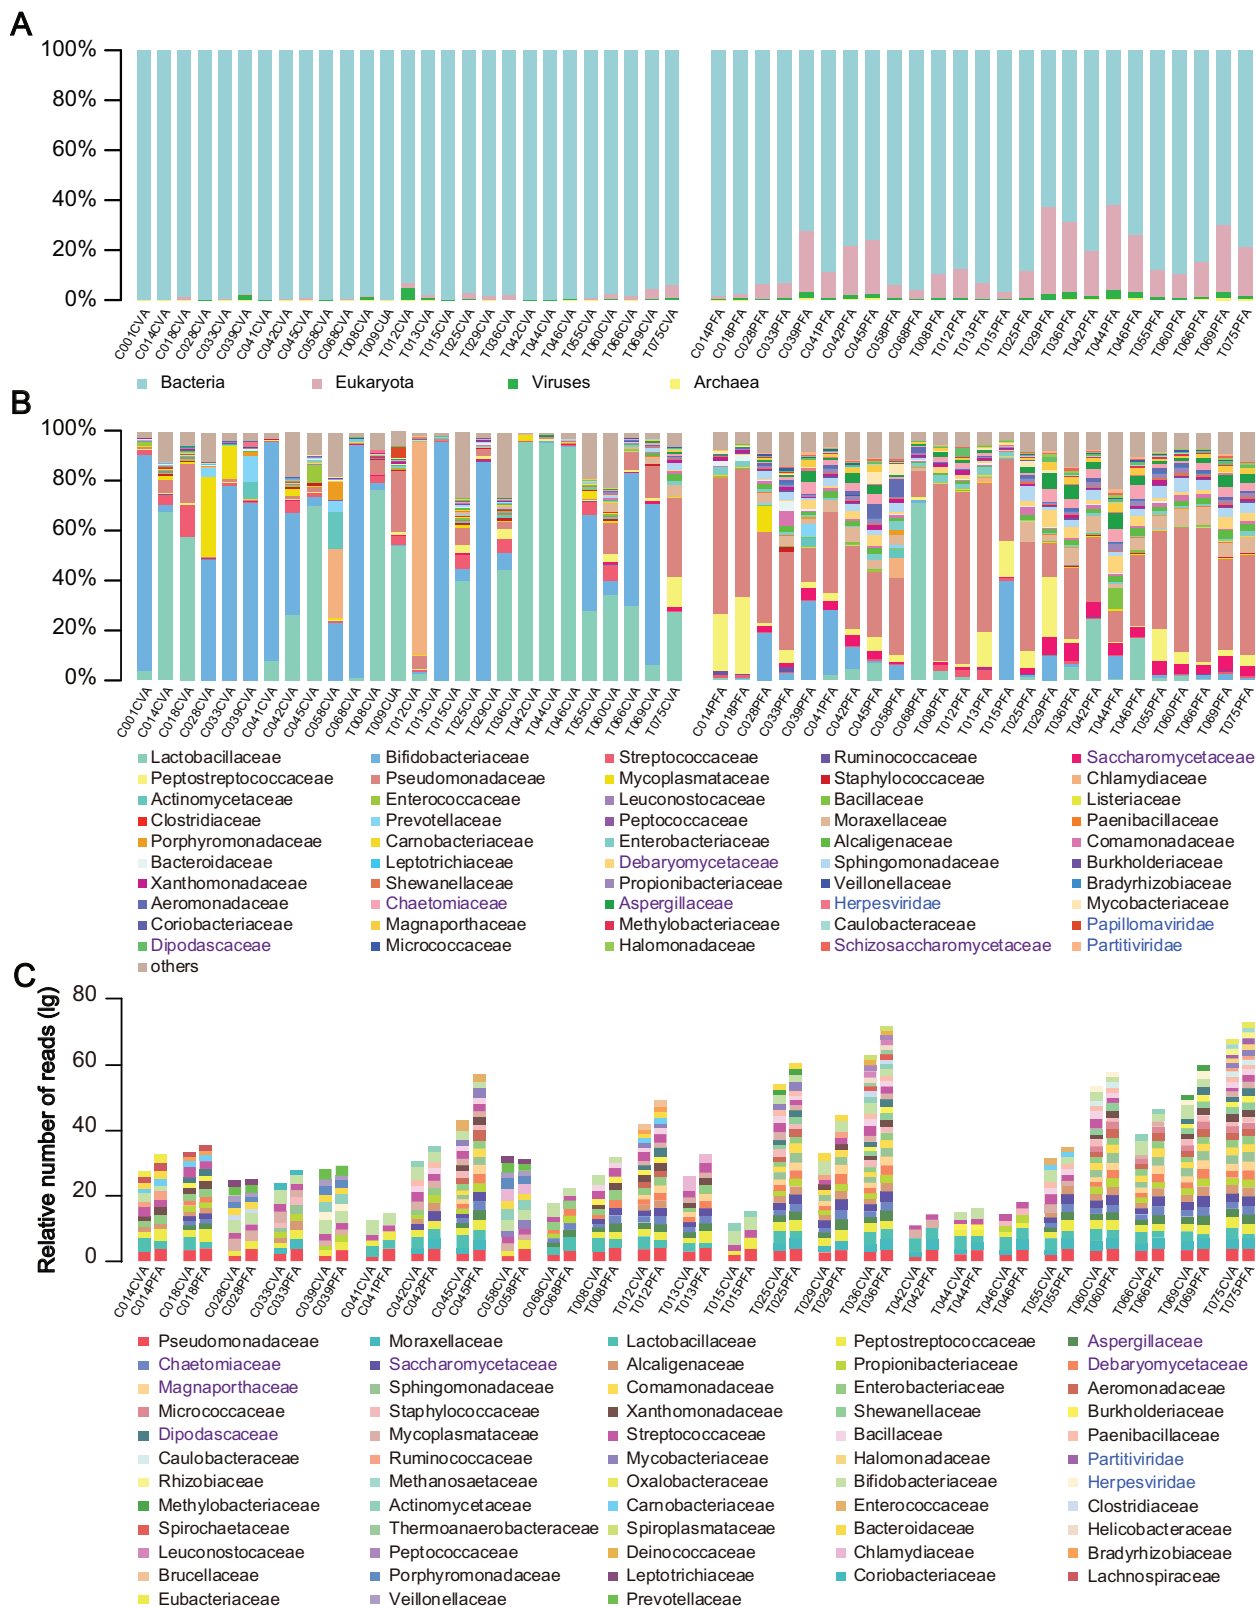 A
100%
80%
60%
40%
20%
0%
C001CVA C014CVA C018CVA C028CVA C033CVA C039CVA C041CVA C042CVA C045CVA C058CVA C068CVA T008CVA T009CUA T012CVA T013CVA T015CVA T025CVA T029CVA T036CVA T042CVA T044CVA T046CVA T055CVA T060CVA T066CVA T069CVA T075CVA C014PFA C018PFA C028PFA C033PFA C039PFA C041PFA C042PFA C045PFA C058PFA C068PFA T008PFA T012PFA T013PFA T015PFA T025PFA T029PFA T036PFA T042PFA T044PFA T046PFA T055PFA T060PFA T066PFA T069PFA T075PFA
Bacteria Eukaryota Viruses Archaea
B
100%
80%
60%
40%
20%
0%
C001CVA C014CVA C018CVA C028CVA C033CVA C039CVA C041CVA C042CVA C045CVA C058CVA C068CVA T008CVA T009CUA T012CVA T013CVA T015CVA T025CVA T029CVA T036CVA T042CVA T044CVA T046CVA T055CVA T060CVA T066CVA T069CVA T075CVA C014PFA C018PFA C028PFA C033PFA C039PFA C041PFA C042PFA C045PFA C058PFA C068PFA T008PFA T012PFA T013PFA T015PFA T025PFA T029PFA T036PFA T042PFA T044PFA T046PFA T055PFA T060PFA T066PFA T069PFA T075PFA
Lactobacillaceae Bifidobacteriaceae Streptococcaceae Ruminococcaceae Saccharomycetaceae
Peptostreptococcaceae Pseudomonadaceae Mycoplasmataceae Staphylococcaceae Chlamydiaceae
Actinomycetaceae Enterococcaceae Leuconostocaceae Bacillaceae Listeriaceae
Clostridiaceae Prevotellaceae Peptococcaceae Moraxellaceae Paenibacillaceae
Porphyromonadaceae Carnobacteriaceae Enterobacteriaceae Alcaligenaceae Comamonadaceae
Bacteroidaceae Leptotrichiaceae Debaryomycetaceae Sphingomonadaceae Burkholderiaceae
Xanthomonadaceae Shewanellaceae Propionibacteriaceae Veillonellaceae Bradyrhizobiaceae
Aeromonadaceae Chaetomiaceae Aspergillaceae Herpesviridae Mycobacteriaceae
Coriobacteriaceae Magnaporthaceae Methylobacteriaceae Caulobacteraceae Papillomaviridae
Dipodascaceae Micrococcaceae Halomonadaceae Schizosaccharomycetaceae Partitiviridae
others
C
Relative number of reads (lg)
80
60
40
20
0
C014CVA C014PFA C018CVA C018PFA C028CVA C028PFA C033CVA C033PFA C039CVA C039PFA C041CVA C041PFA C042CVA C042PFA C045CVA C045PFA C058CVA C058PFA C068CVA C068PFA T008CVA T008PFA T012CVA T012PFA T013CVA T013PFA T015CVA T015PFA T025CVA T025PFA T029CVA T029PFA T036CVA T036PFA T042CVA T042PFA T044CVA T044PFA T046CVA T046PFA T055CVA T055PFA T060CVA T060PFA T066CVA T066PFA T069CVA T069PFA T075CVA T075PFA
Pseudomonadaceae Moraxellaceae Lactobacillaceae Peptostreptococcaceae Aspergillaceae
Chaetomiaceae Saccharomycetaceae Alcaligenaceae Propionibacteriaceae Debaryomycetaceae
Magnaporthaceae Sphingomonadaceae Comamonadaceae Enterobacteriaceae Aeromonadaceae
Micrococcaceae Staphylococcaceae Xanthomonadaceae Shewanellaceae Burkholderiaceae
Dipodascaceae Mycoplasmataceae Streptococcaceae Bacillaceae Paenibacillaceae
Caulobacteraceae Ruminococcaceae Mycobacteriaceae Halomonadaceae Partitiviridae
Rhizobiaceae Methanosaetaceae Oxalobacteraceae Bifidobacteriaceae Herpesviridae
Methylobacteriaceae Actinomycetaceae Carnobacteriaceae Enterococcaceae Clostridiaceae
Spirochaetaceae Thermoanaerobacteraceae Spiroplasmataceae Bacteroidaceae Helicobacteraceae
Leuconostocaceae Peptococcaceae Deinococcaceae Chlamydiaceae Bradyrhizobiaceae
Brucellaceae Porphyromonadaceae Leptotrichiaceae Coriobacteriaceae Lachnospiraceae
Eubacteriaceae Veillonellaceae Prevotellaceae